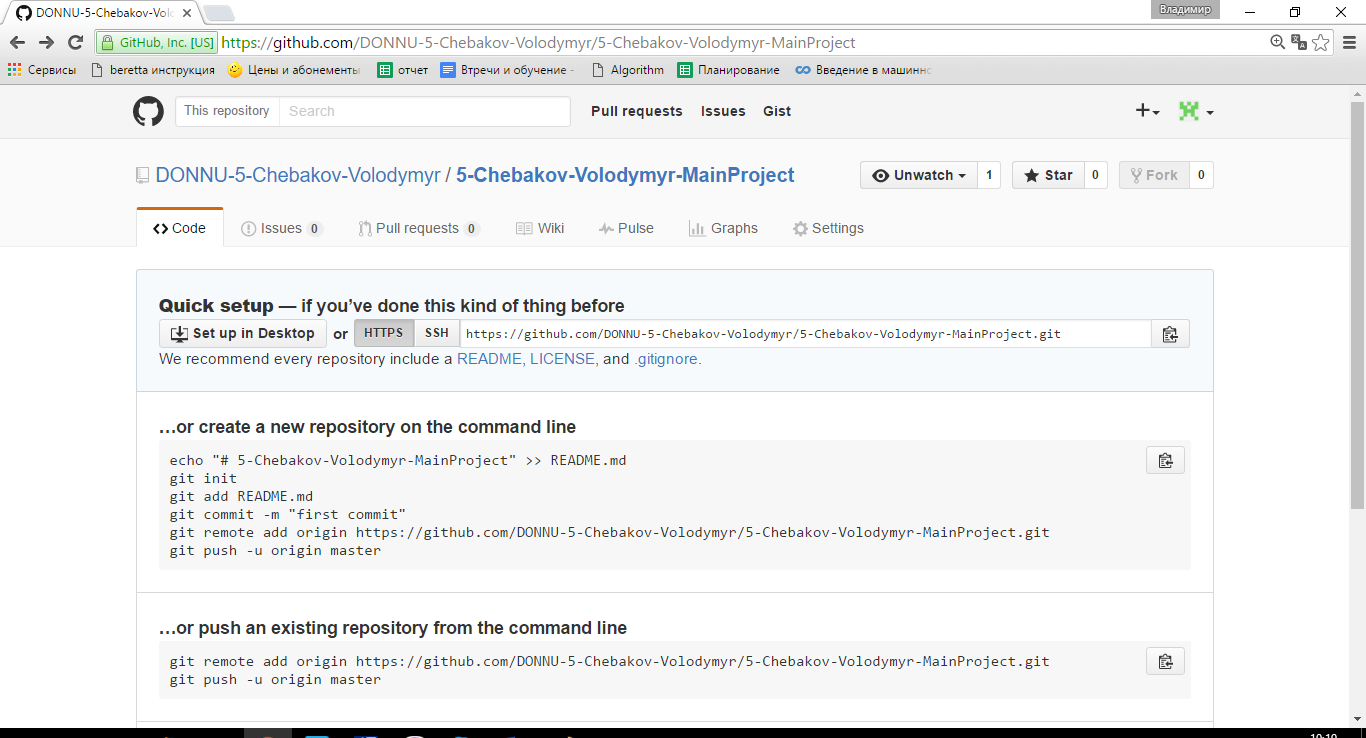 DONNU-5-Chebakov-Vol
Владимир
GitHub, Inc. [US] https://github.com/DONNU-5-Chebakov-Volodymyr/5-Chebakov-Volodymyr-MainProject
Сервисы beretta инструкция Цены и абонементы отчет Втречи и обучение - Algorithm Планирование Введение в машинн
This repository Search Pull requests Issues Gist
DONNU-5-Chebakov-Volodymyr / 5-Chebakov-Volodymyr-MainProject Unwatch 1 Star 0 Fork 0
Code Issues 0 Pull requests 0 Wiki Pulse Graphs Settings
Quick setup — if you’ve done this kind of thing before
Set up in Desktop or HTTPS SSH https://github.com/DONNU-5-Chebakov-Volodymyr/5-Chebakov-Volodymyr-MainProject.git
We recommend every repository include a README, LICENSE, and .gitignore.
…or create a new repository on the command line
echo "# 5-Chebakov-Volodymyr-MainProject" >> README.md
git init
git add README.md
git commit -m "first commit"
git remote add origin https://github.com/DONNU-5-Chebakov-Volodymyr/5-Chebakov-Volodymyr-MainProject.git
git push -u origin master
…or push an existing repository from the command line
git remote add origin https://github.com/DONNU-5-Chebakov-Volodymyr/5-Chebakov-Volodymyr-MainProject.git
git push -u origin master